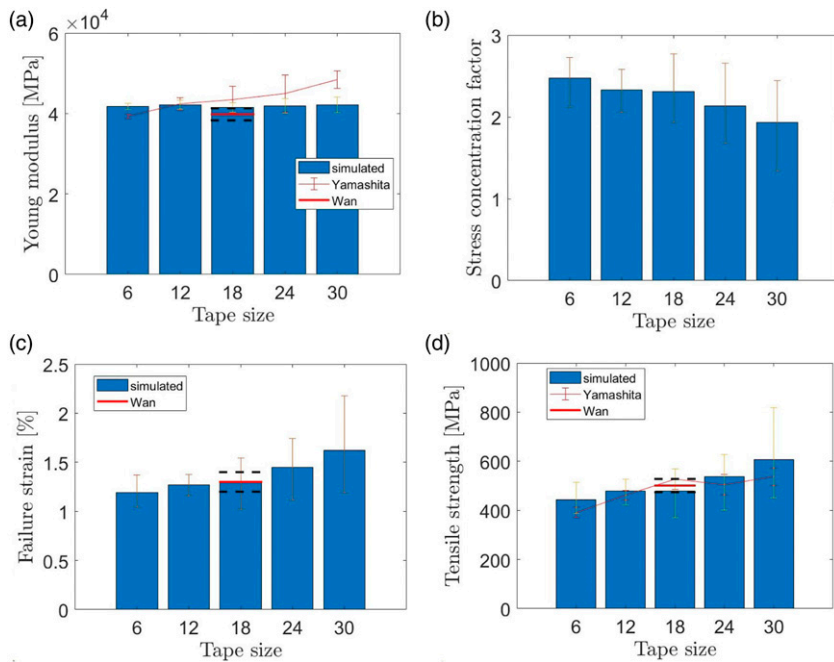 (a)
× 10⁴
6
4
2
0
Young modulus [MPa]
simulated
Yamashita
Wan
6 12 18 24 30
Tape size
(b)
3
2
1
0
Stress concentration factor
6 12 18 24 30
Tape size
(c)
2.5
2
1.5
1
0.5
0
Failure strain [%]
simulated
Wan
6 12 18 24 30
Tape size
(d)
1000
800
600
400
200
0
Tensile strength [MPa]
simulated
Yamashita
Wan
6 12 18 24 30
Tape size